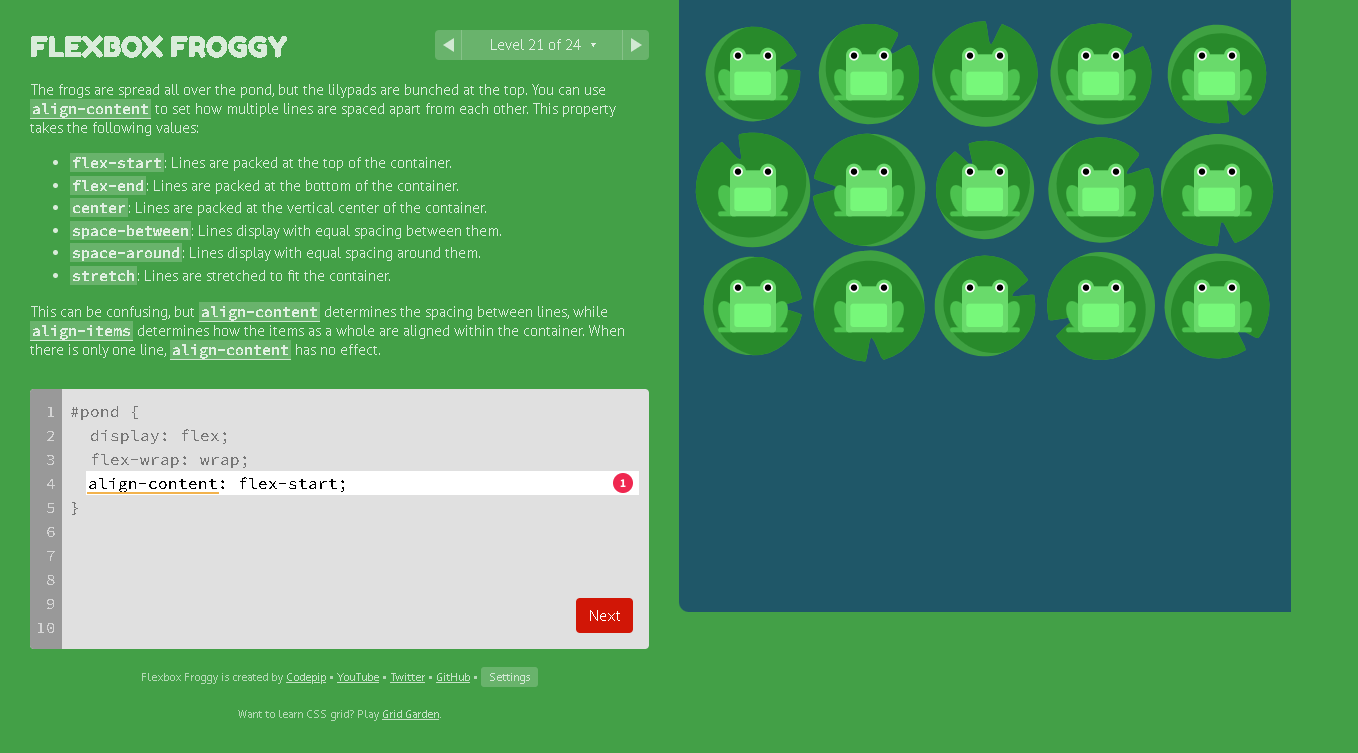 FLEXBOX FROGGY
Level 21 of 24
The frogs are spread all over the pond, but the lilypads are bunched at the top. You can use
align-content to set how multiple lines are spaced apart from each other. This property
takes the following values:
• flex-start: Lines are packed at the top of the container.
• flex-end: Lines are packed at the bottom of the container.
• center: Lines are packed at the vertical center of the container.
• space-between: Lines display with equal spacing between them.
• space-around: Lines display with equal spacing around them.
• stretch: Lines are stretched to fit the container.
This can be confusing, but align-content determines the spacing between lines, while
align-items determines how the items as a whole are aligned within the container. When
there is only one line, align-content has no effect.
1 #pond {
2 display: flex;
3 flex-wrap: wrap;
4 align-content: flex-start; 1
5 }
6
7
8
9
10
Next
Flexbox Froggy is created by Codepip • YouTube • Twitter • GitHub • Settings
Want to learn CSS grid? Play Grid Garden.